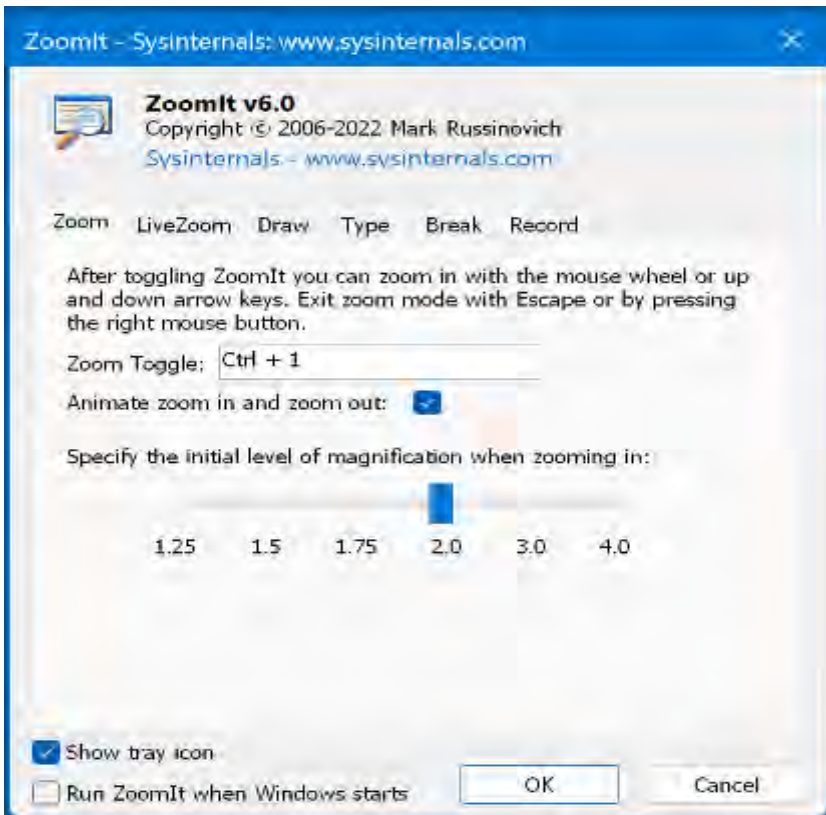 ZoomIt - Sysinternals: www.sysinternals.com
ZoomIt v6.0
Copyright © 2006-2022 Mark Russinovich
Sysinternals - www.sysinternals.com
Zoom LiveZoom Draw Type Break Record
After toggling ZoomIt you can zoom in with the mouse wheel or up
and down arrow keys. Exit zoom mode with Escape or by pressing
the right mouse button.
Zoom Toggle: Ctrl + 1
Animate zoom in and zoom out:
Specify the initial level of magnification when zooming in:
1.25 1.5 1.75 2.0 3.0 4.0
Show tray icon
Run ZoomIt when Windows starts
OK Cancel